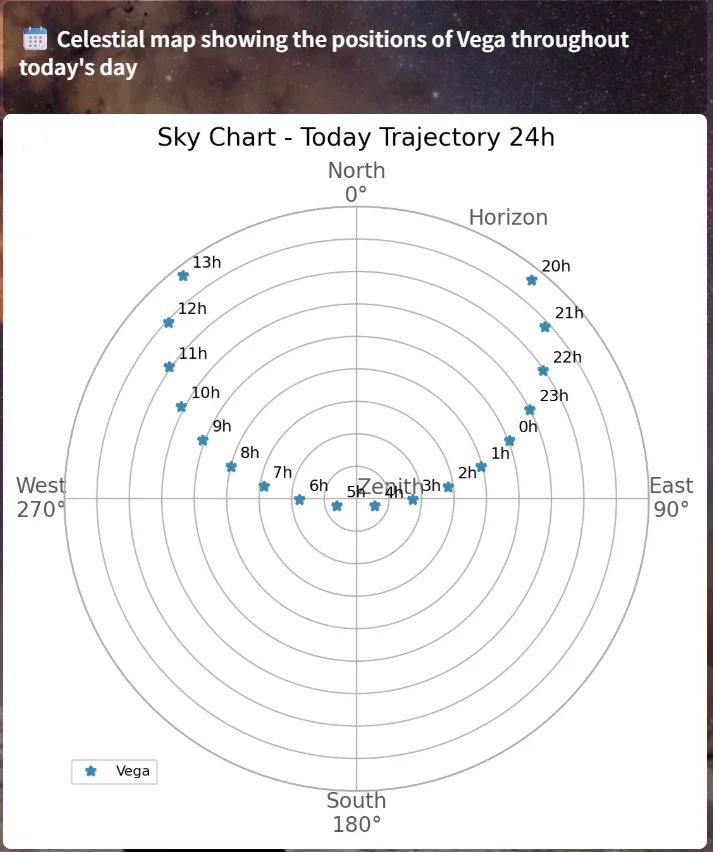 Celestial map showing the positions of Vega throughout
today's day
Sky Chart - Today Trajectory 24h
North
0°
Horizon
13h
20h
12h
21h
11h
22h
10h
23h
9h
0h
8h
1h
7h
2h
6h
5h
Zenith
4h
3h
West
270°
East
90°
Vega
South
180°